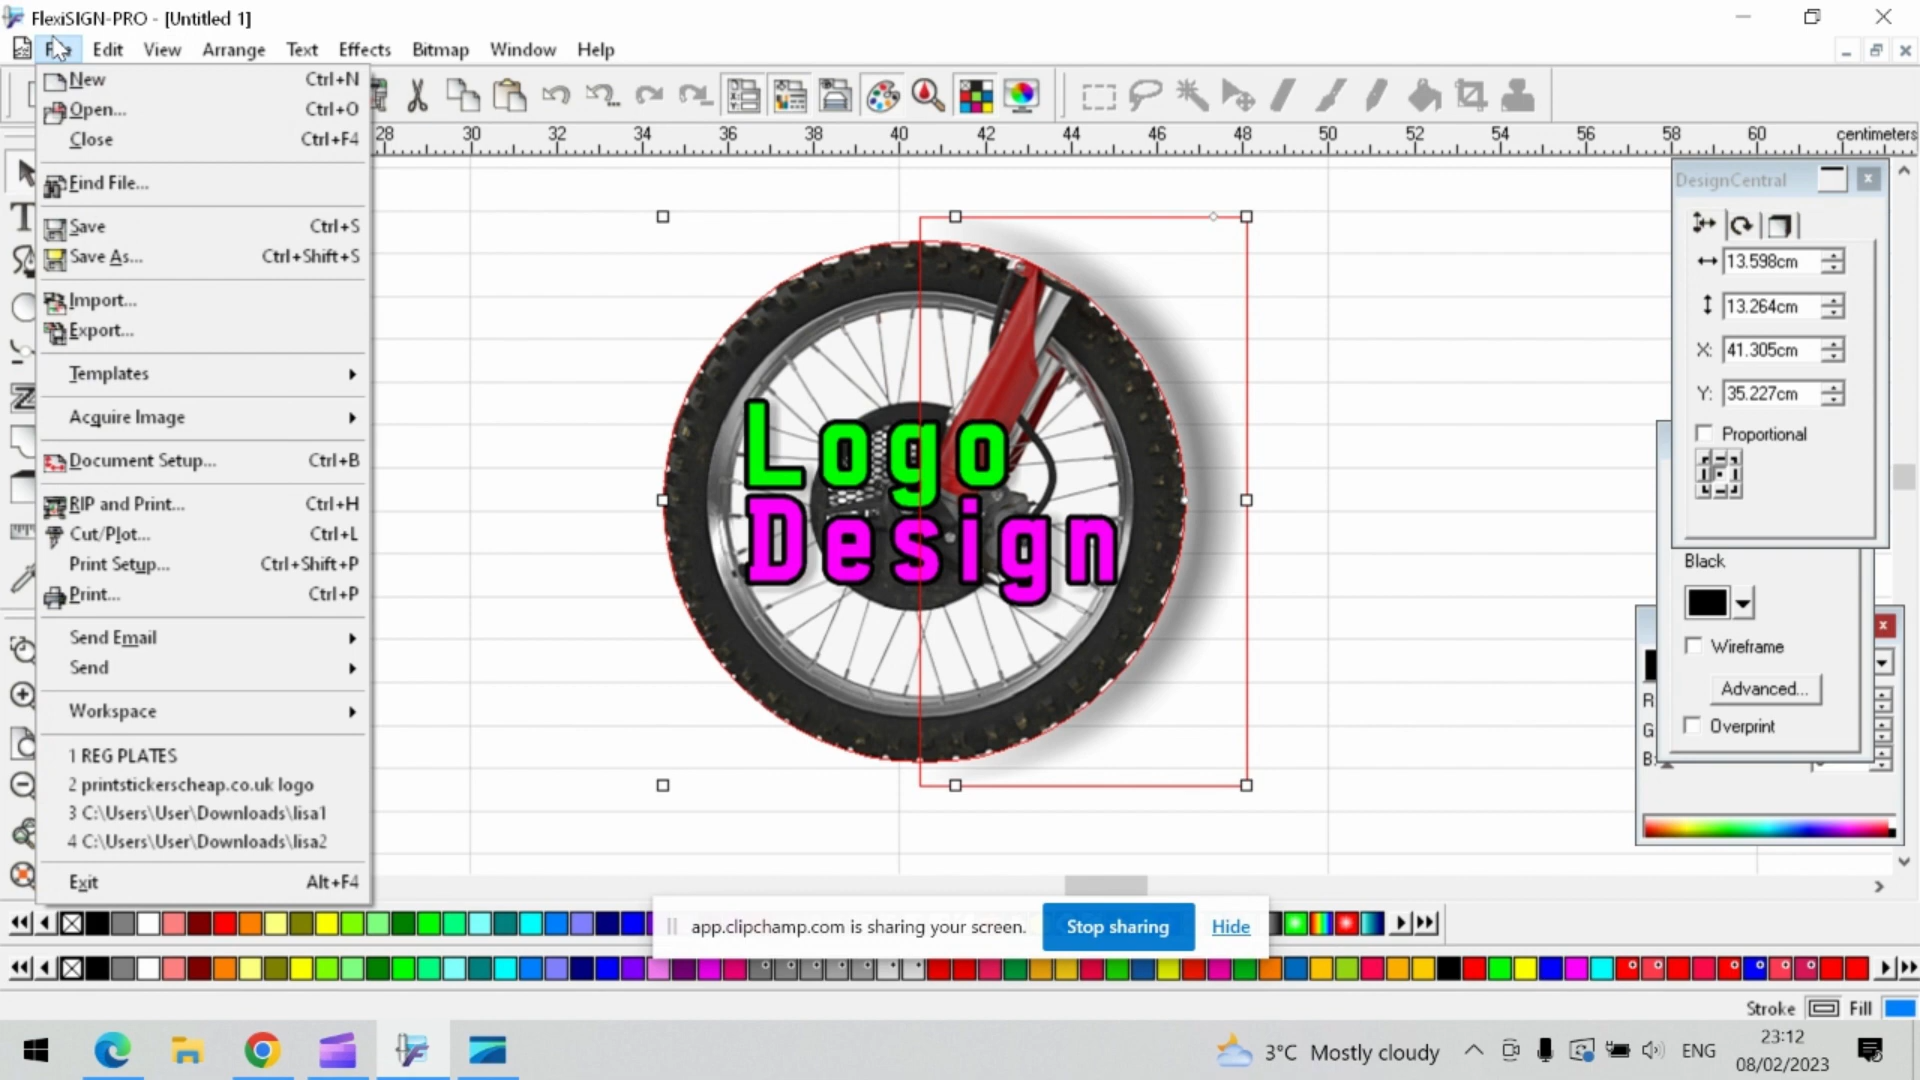 FlexiSIGN-PRO - [Untitled 1]
Edit View Arrange Text Effects Bitmap Window Help
New Ctrl+N
Open... Ctrl+O
Close Ctrl+F4
Find File...
Save Ctrl+S
Save As... Ctrl+Shift+S
Import...
Export...
Templates
Acquire Image
Document Setup... Ctrl+B
RIP and Print... Ctrl+H
Cut/Plot... Ctrl+L
Print Setup... Ctrl+Shift+P
Print... Ctrl+P
Send Email
Send
Workspace
1 REG PLATES
2 printstickerscheap.co.uk logo
3 C:\Users\User\Downloads\lisa1
4 C:\Users\User\Downloads\lisa2
Exit Alt+F4
28 30 32 34 36 38 40 42 44 46 48 50 52 54 56 58 60 centimeters
Logo
Design
DesignCentral
13.598cm
13.264cm
X: 41.305cm
Y: 35.227cm
Proportional
Black
Wireframe
Advanced...
Overprint
R
G
B:
app.clipchamp.com is sharing your screen. Stop sharing Hide
Stroke Fill
3°C Mostly cloudy ENG
23:12
08/02/2023